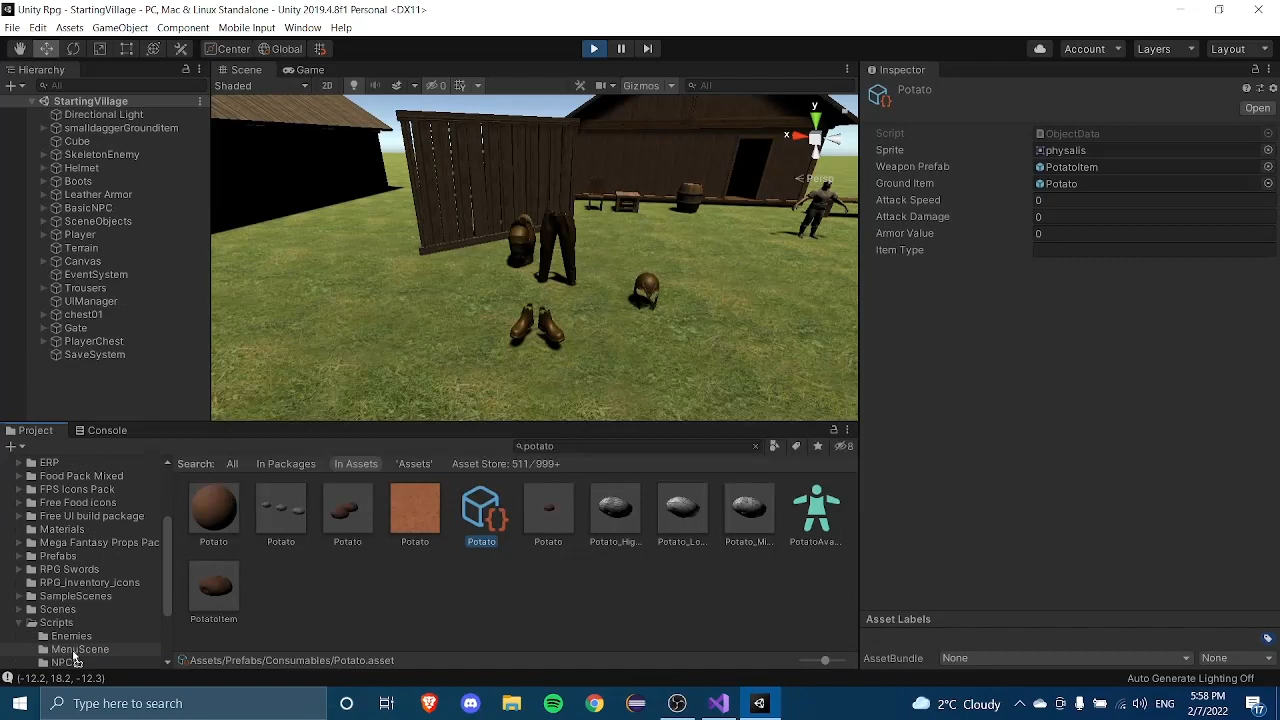 Unity Rpg - StartingVillage - PC, Mac & Linux Standalone - Unity 2019.4.8f1 Personal <DX11>
File Edit Assets GameObject Component Mobile Input Window Help
Center Global Account Layers Layout
Hierarchy
All
StartingVillage
Directional Light
smalldaggerGrounditem
Cube
SkeletonEnemy
Helmet
Boots
Leather Armor
BasicNPC
SceneObjects
Player
Terrain
Canvas
EventSystem
Trousers
UIManager
chest01
Gate
PlayerChest
SaveSystem
Scene Game
Shaded 2D 0 Gizmos All
y
x
Persp
Inspector
Potato
Open
Script ObjectData
Sprite physalis
Weapon Prefab PotatoItem
Ground Item Potato
Attack Speed 0
Attack Damage 0
Armor Value 0
Item Type
Project Console
potato 8
Search: All In Packages In Assets 'Assets' Asset Store: 511/999+
ERP
Food Pack Mixed
FPS Icons Pack
Free Food icons
Free UI build package
Materials
Mega Fantasy Props Pac
Prefabs
RPG Swords
RPG_inventory_icons
SampleScenes
Scenes
Scripts
Enemies
MenuScene
NPC
Potato Potato Potato Potato Potato Potato Potato_Hig... Potato_Lo... Potato_Mi... PotatoAva...
PotatoItem
Assets/Prefabs/Consumables/Potato.asset
Asset Labels
AssetBundle None None
(-12.2, 18.2, -12.3)
Auto Generate Lighting Off
Type here to search
2°C Cloudy ENG 5:58 PM
2/7/2022